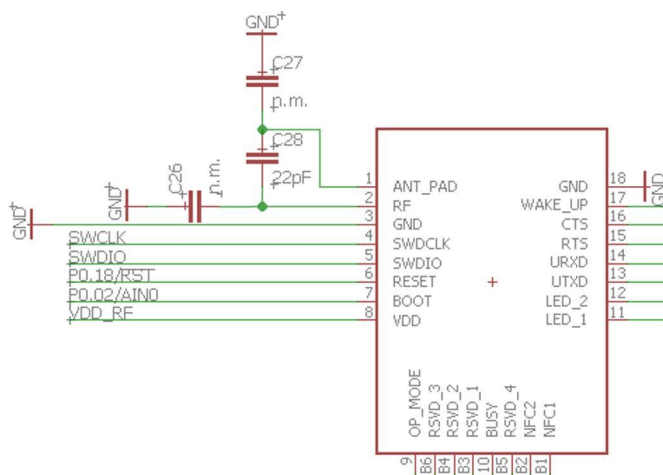 GND
C27
n.m.
C28
22pF
C26
n.m.
GND
GND
SWCLK
SWDIO
P0.18/RST
P0.02/AIN0
VDD_RF
1 ANT_PAD
2 RF
3 GND
4 SWDCLK
5 SWDIO
6 RESET
7 BOOT
8 VDD
GND 18 GND
WAKE_UP 17
CTS 16
RTS 15
URXD 14
UTXD 13
LED_2 12
LED_1 11
OP_MODE 9
RSVD_3 B6
RSVD_2 B4
RSVD_1 B3
BUSY 10
RSVD_4 B5
NFC2 B2
NFC1 B1